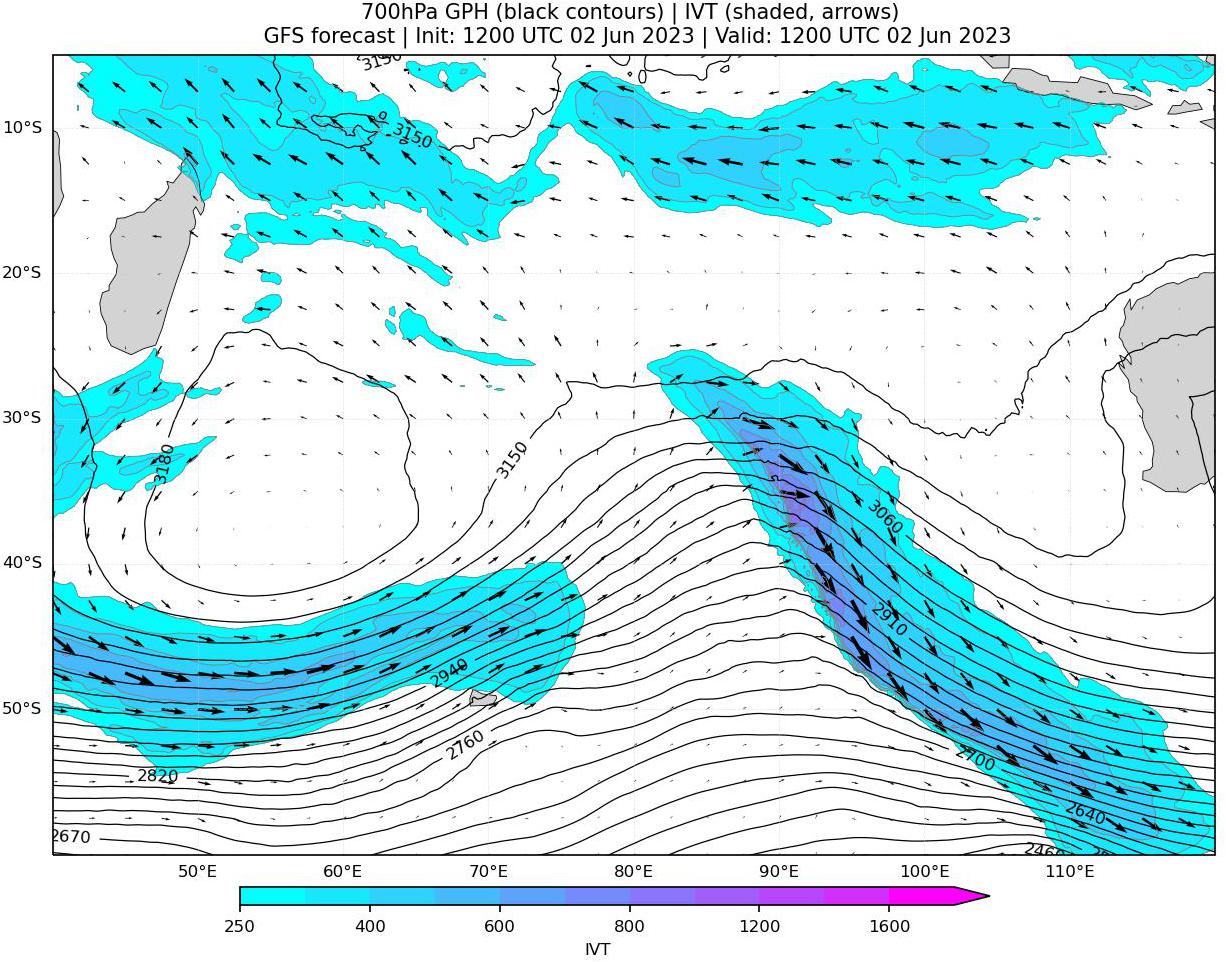 700hPa GPH (black contours) | IVT (shaded, arrows)
GFS forecast | Init: 1200 UTC 02 Jun 2023 | Valid: 1200 UTC 02 Jun 2023
3150
3150
10°S
20°S
3180
3150
30°S
3060
40°S
2910
2940
50°S
2760
2700
2820
2640
2670
2460
50°E
60°E
70°E
80°E
90°E
100°E
110°E
250
400
600
800
1200
1600
IVT